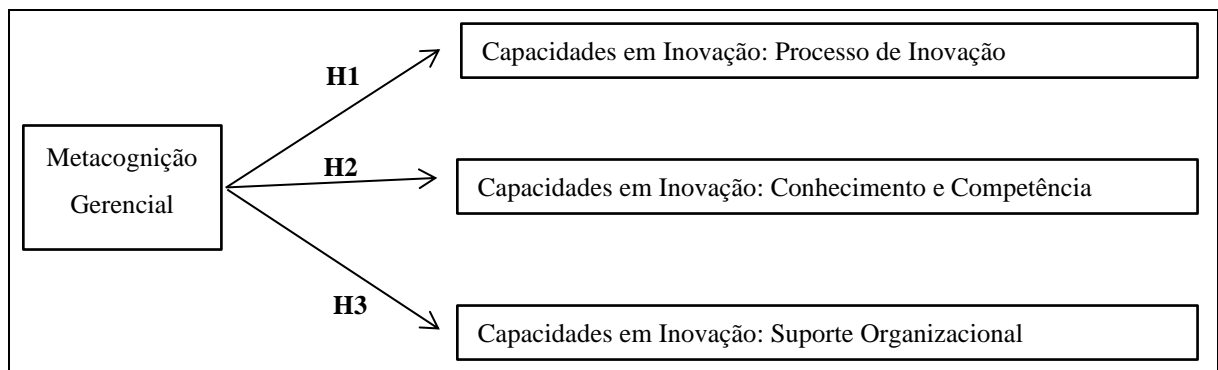 Capacidades em Inovação: Processo de Inovação
H1
Metacognição
Gerencial
H2
Capacidades em Inovação: Conhecimento e Competência
H3
Capacidades em Inovação: Suporte Organizacional